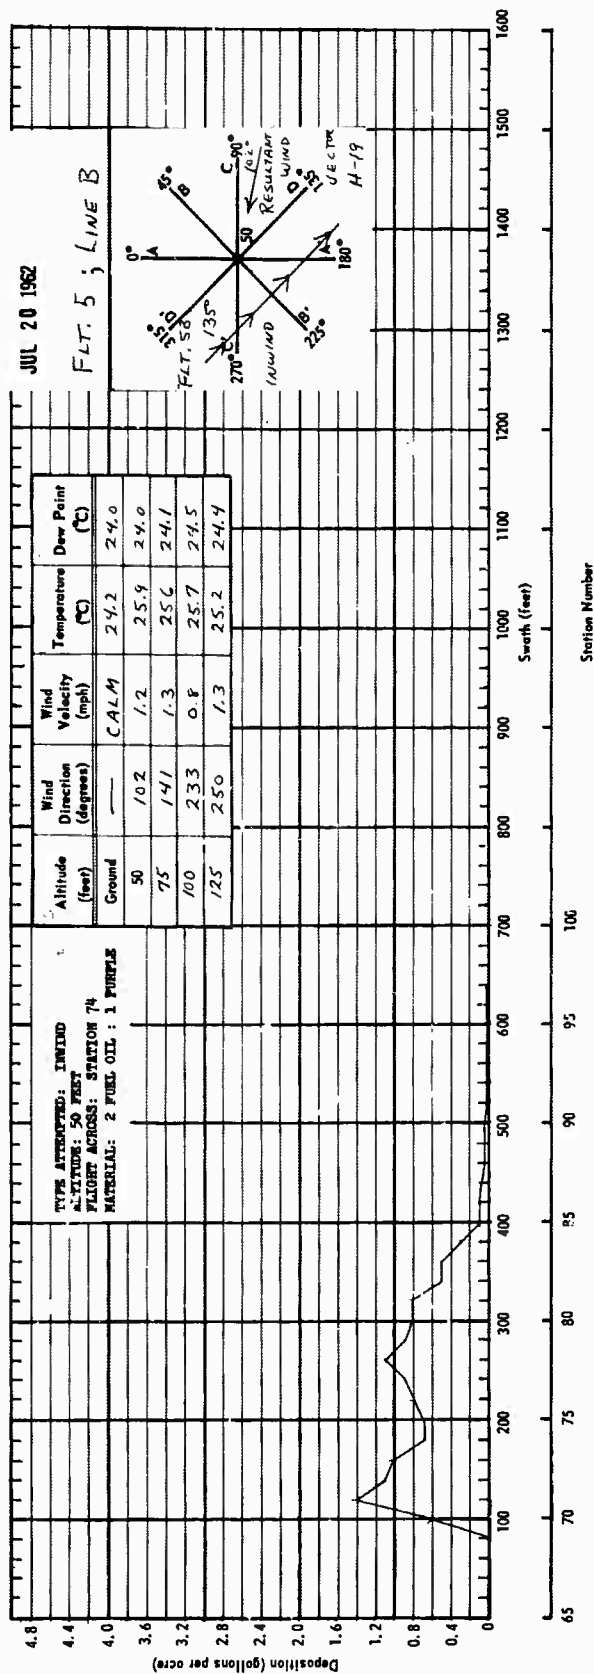 JUL 20 1962
FLT. 5 ; LINE B
TYPE ATTEMPTED: INWIND
ALTITUDE: 50 FEET
FLIGHT ACROSS: STATION 74
MATERIAL: 2 FUEL OIL : 1 PURPLE
Altitude (feet) Wind Direction (degrees) Wind Velocity (mph) Temperature (°C) Dew Point (°C)
Ground — CALM 24.2 24.0
50 102 1.2 25.9 24.0
75 141 1.3 25.6 24.1
100 233 0.8 25.7 24.5
125 250 1.3 25.2 24.4
0°
A
45°
B
C
90°
102°
RESULTANT
WIND
VECTOR
H-19
D
135°
50
A'
180°
B'
225°
INWIND
C'
270°
FLT. 5B
135°
D'
315°
Deposition (gallons per acre)
4.8
4.4
4.0
3.6
3.2
2.8
2.4
2.0
1.6
1.2
0.8
0.4
0
100 200 300 400 500 600 700 800 900 1000 1100 1200 1300 1400 1500 1600
Swath (feet)
65 70 75 80 85 90 95 100
Station Number